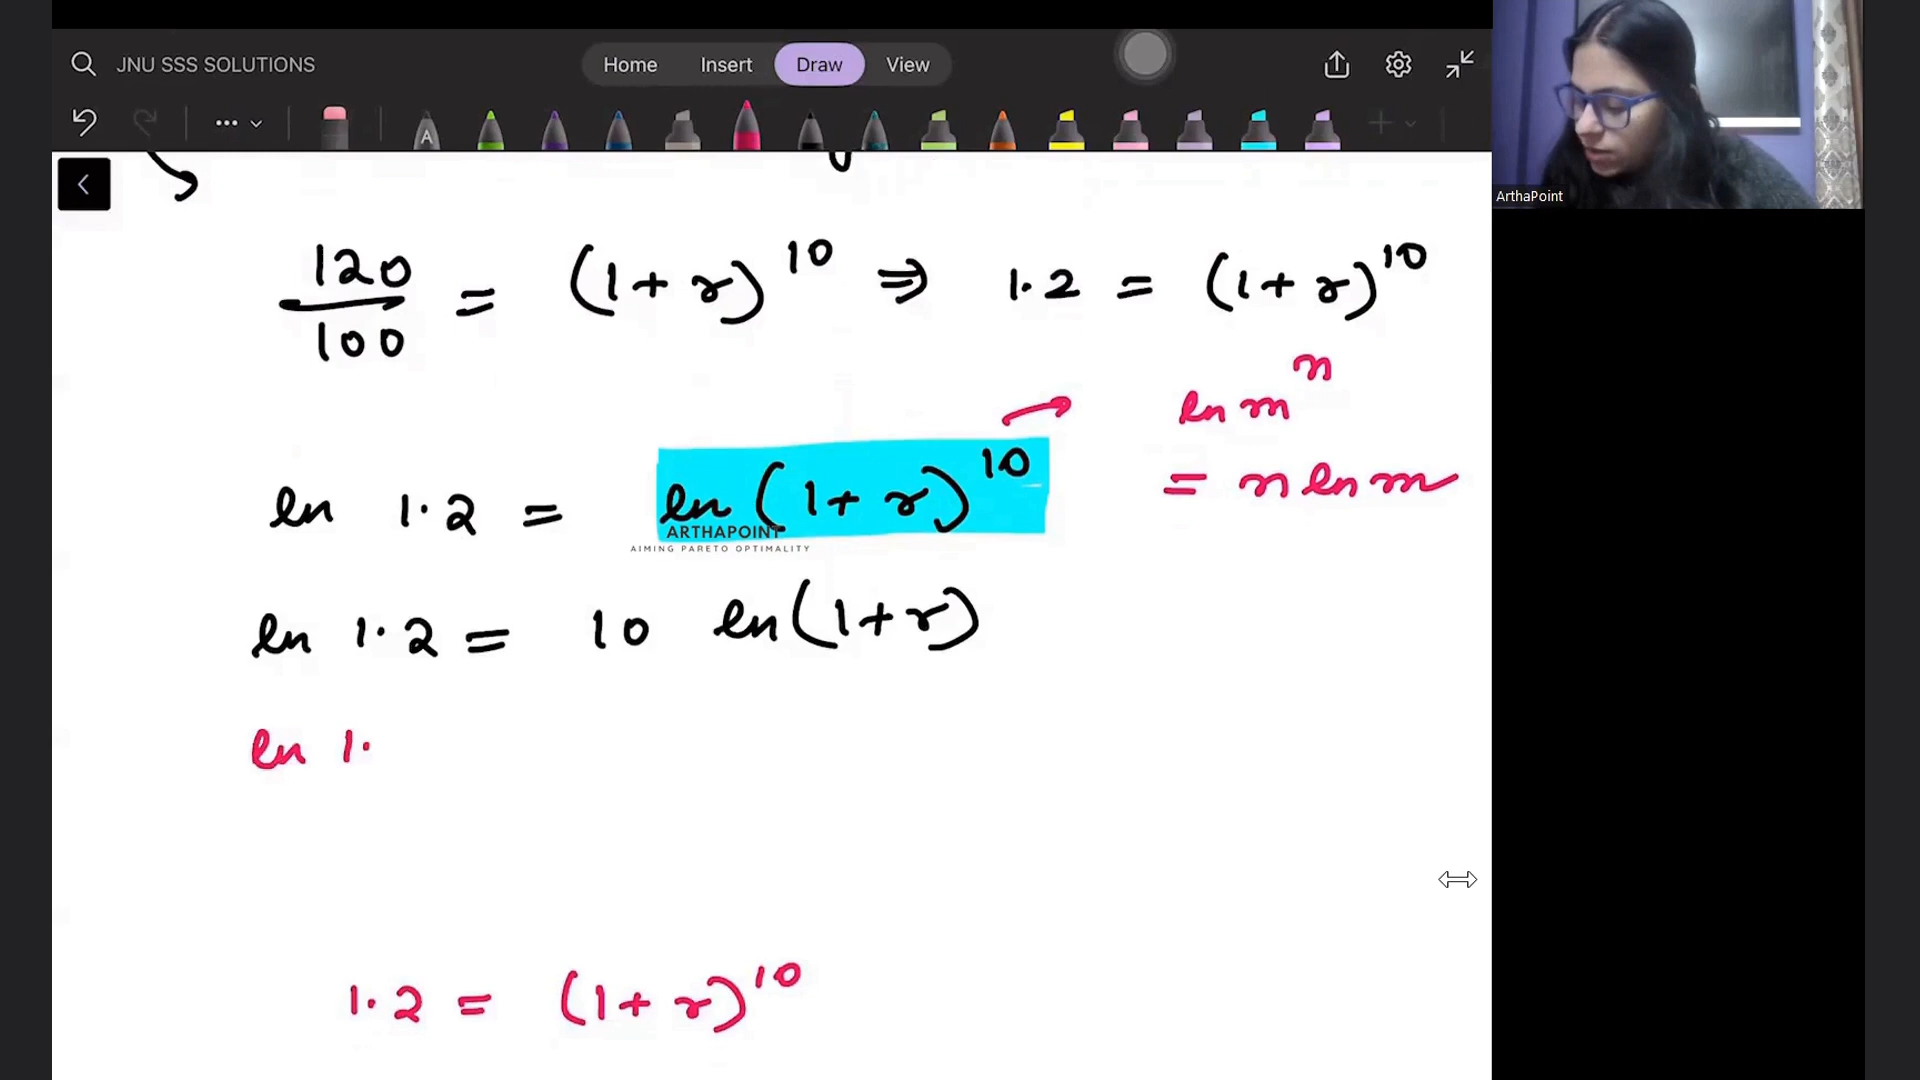 JNU SSS SOLUTIONS
Home Insert Draw View
A
ArthaPoint
120/100 = (1+r)^10 ⇒ 1.2 = (1+r)^10
ln m^n
= n ln m
ln 1.2 = ln(1+r)^10
ARTHAPOINT
AIMING PARETO OPTIMALITY
ln 1.2 = 10 ln(1+r)
ln 1.
1.2 = (1+r)^10